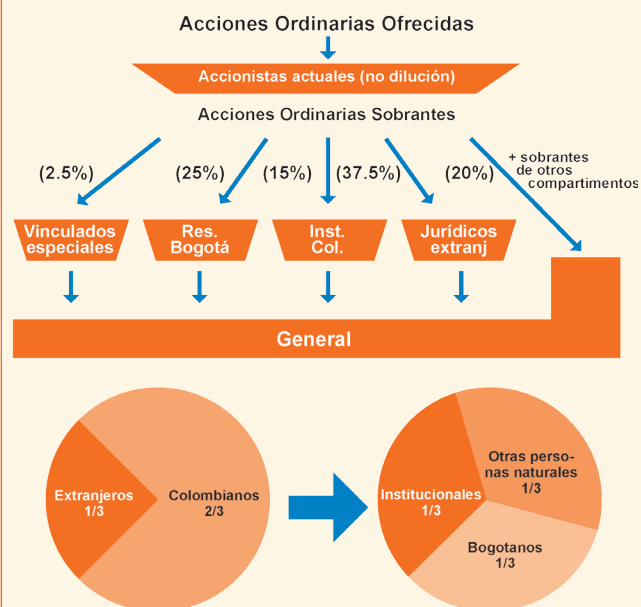 Acciones Ordinarias Ofrecidas
Accionistas actuales (no dilución)
Acciones Ordinarias Sobrantes
(2.5%)
(25%)
(15%)
(37.5%)
(20%)
+ sobrantes
de otros
compartimentos
Vinculados
especiales
Res.
Bogotá
Inst.
Col.
Jurídicos
extranj
General
Extranjeros
1/3
Colombianos
2/3
Institucionales
1/3
Otras perso-
nas naturales
1/3
Bogotanos
1/3